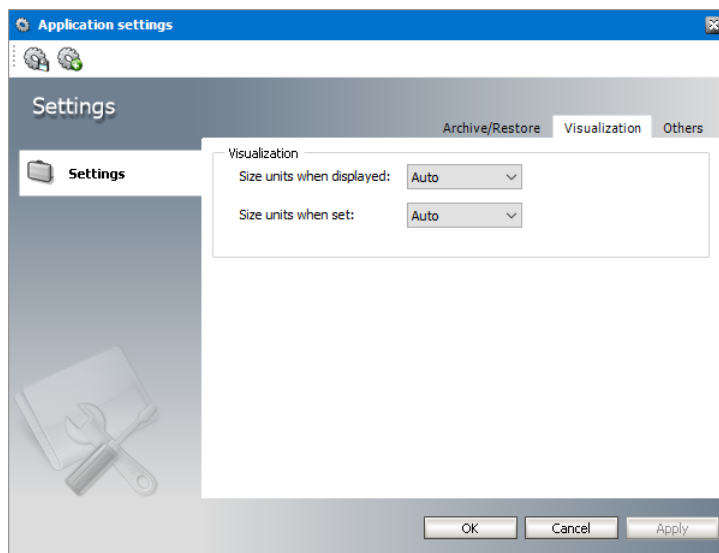 Application settings
Settings
Archive/Restore Visualization Others
Settings
Visualization
Size units when displayed: Auto
Size units when set: Auto
OK Cancel Apply